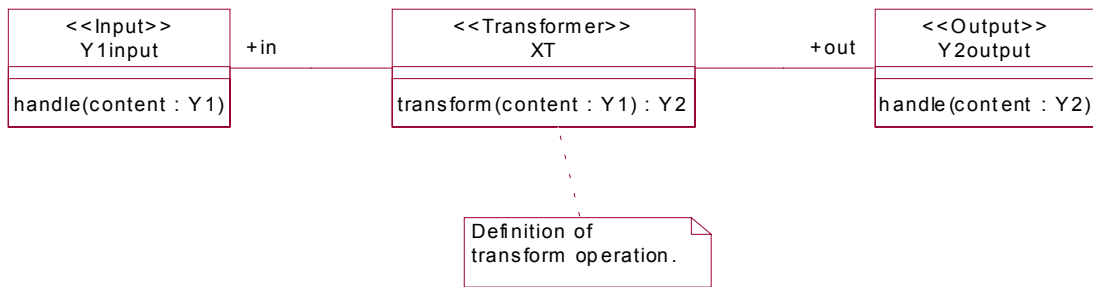 <<Input>>
Y1input
handle(content : Y1)
+in
<<Transformer>>
XT
transform(content : Y1) : Y2
+out
<<Output>>
Y2output
handle(content : Y2)
Definition of
transform operation.